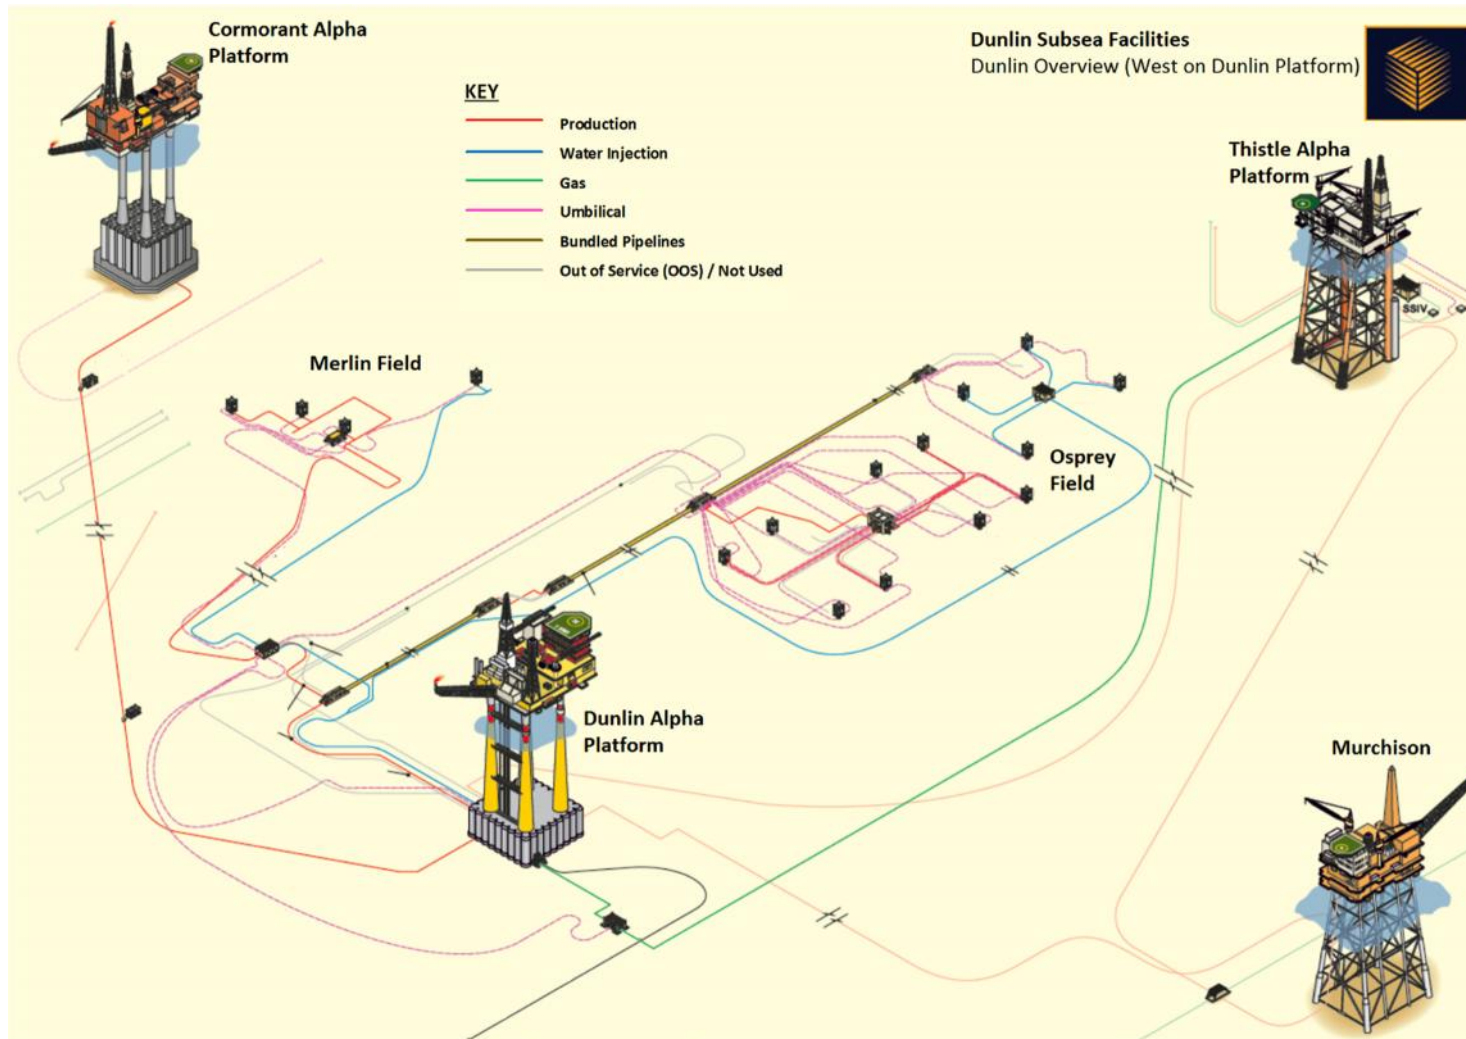 Cormorant Alpha
Platform
Dunlin Subsea Facilities
Dunlin Overview (West on Dunlin Platform)
KEY
Production
Water Injection
Gas
Umbilical
Bundled Pipelines
Out of Service (OOS) / Not Used
Thistle Alpha
Platform
SSIV
Merlin Field
Osprey
Field
Dunlin Alpha
Platform
Murchison